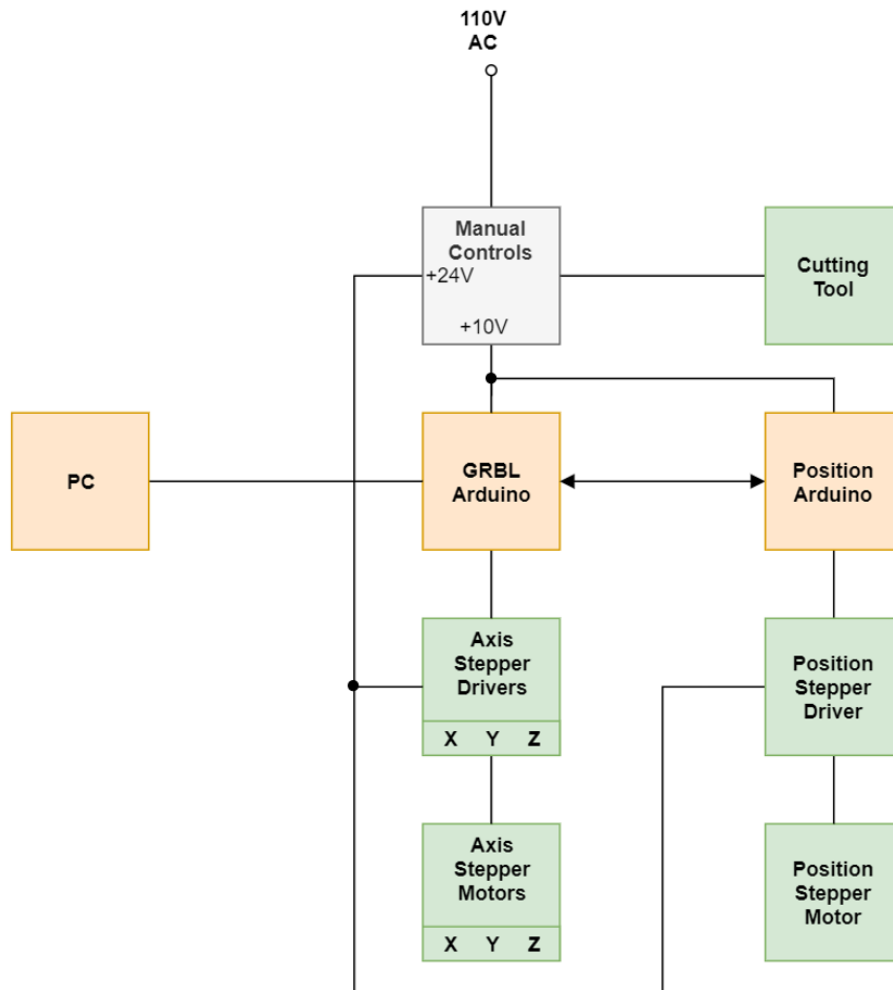 110V
AC
Manual
Controls
+24V
+10V
Cutting
Tool
PC
GRBL
Arduino
Position
Arduino
Axis
Stepper
Drivers
X Y Z
Position
Stepper
Driver
Axis
Stepper
Motors
X Y Z
Position
Stepper
Motor